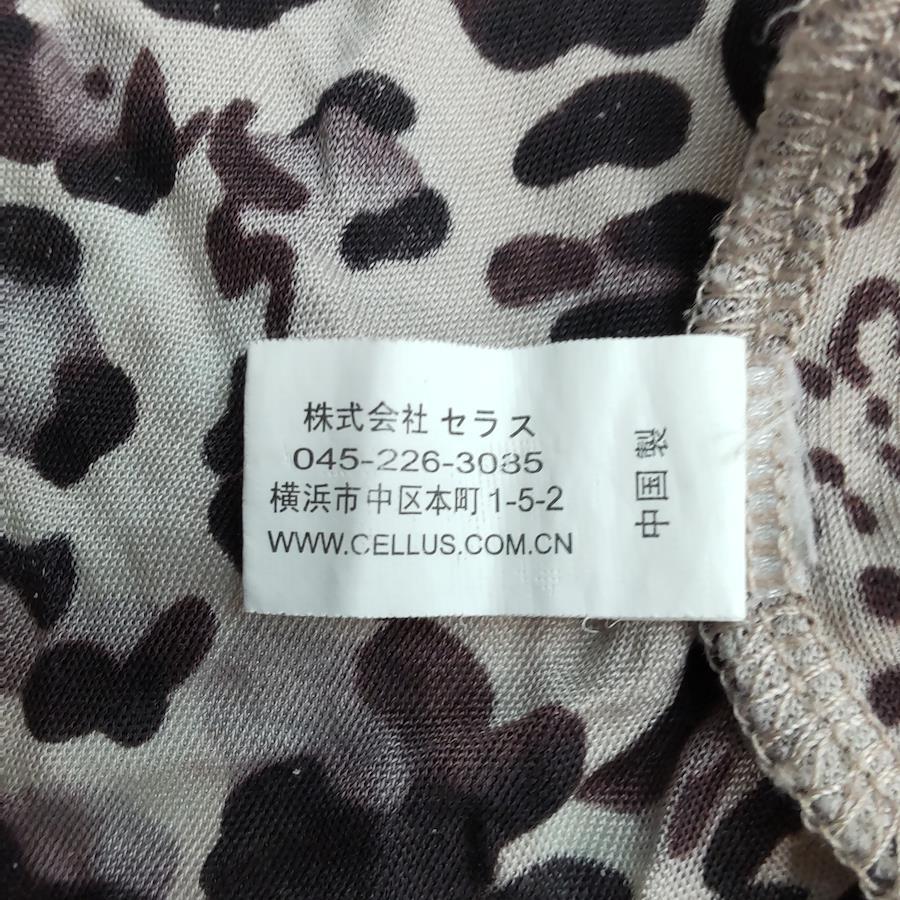 株式会社 セラス
045-226-3085
横浜市中区本町1-5-2
WWW.CELLUS.COM.CN
中国製